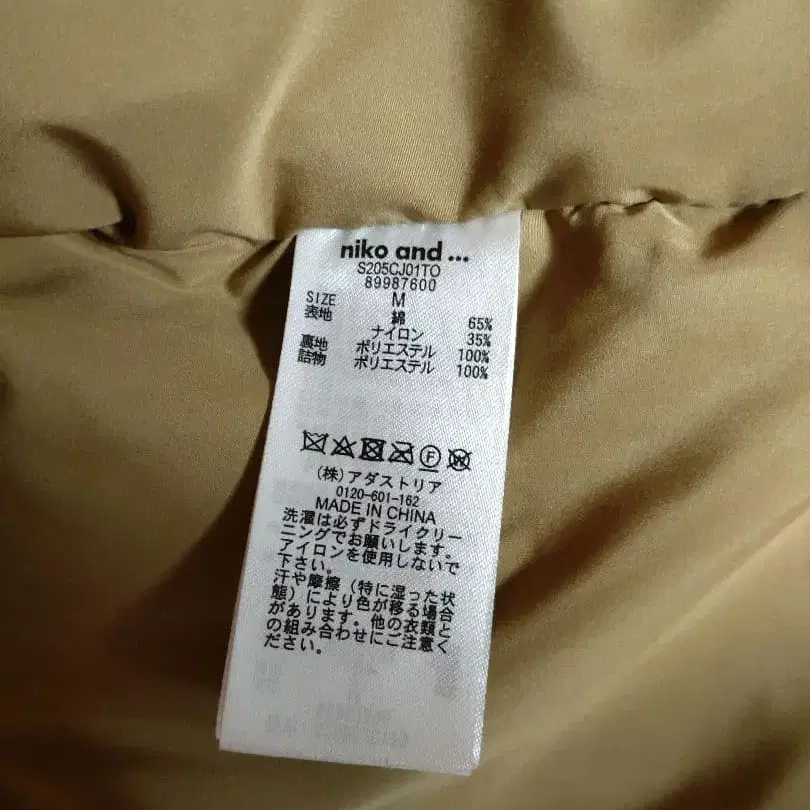 niko and ...
S205CJ01TO
89987600
SIZE M
表地 綿 65%
ナイロン 35%
裏地 ポリエステル 100%
詰物 ポリエステル 100%
F W
(株)アダストリア
0120-601-162
MADE IN CHINA
洗濯は必ずドライクリー
ニングでお願いします。
アイロンを使用しないで
下さい。
汗や摩擦(特に湿った状
態)により色が移る場合
があります。他の衣類と
の組み合わせにご注意く
ださい。